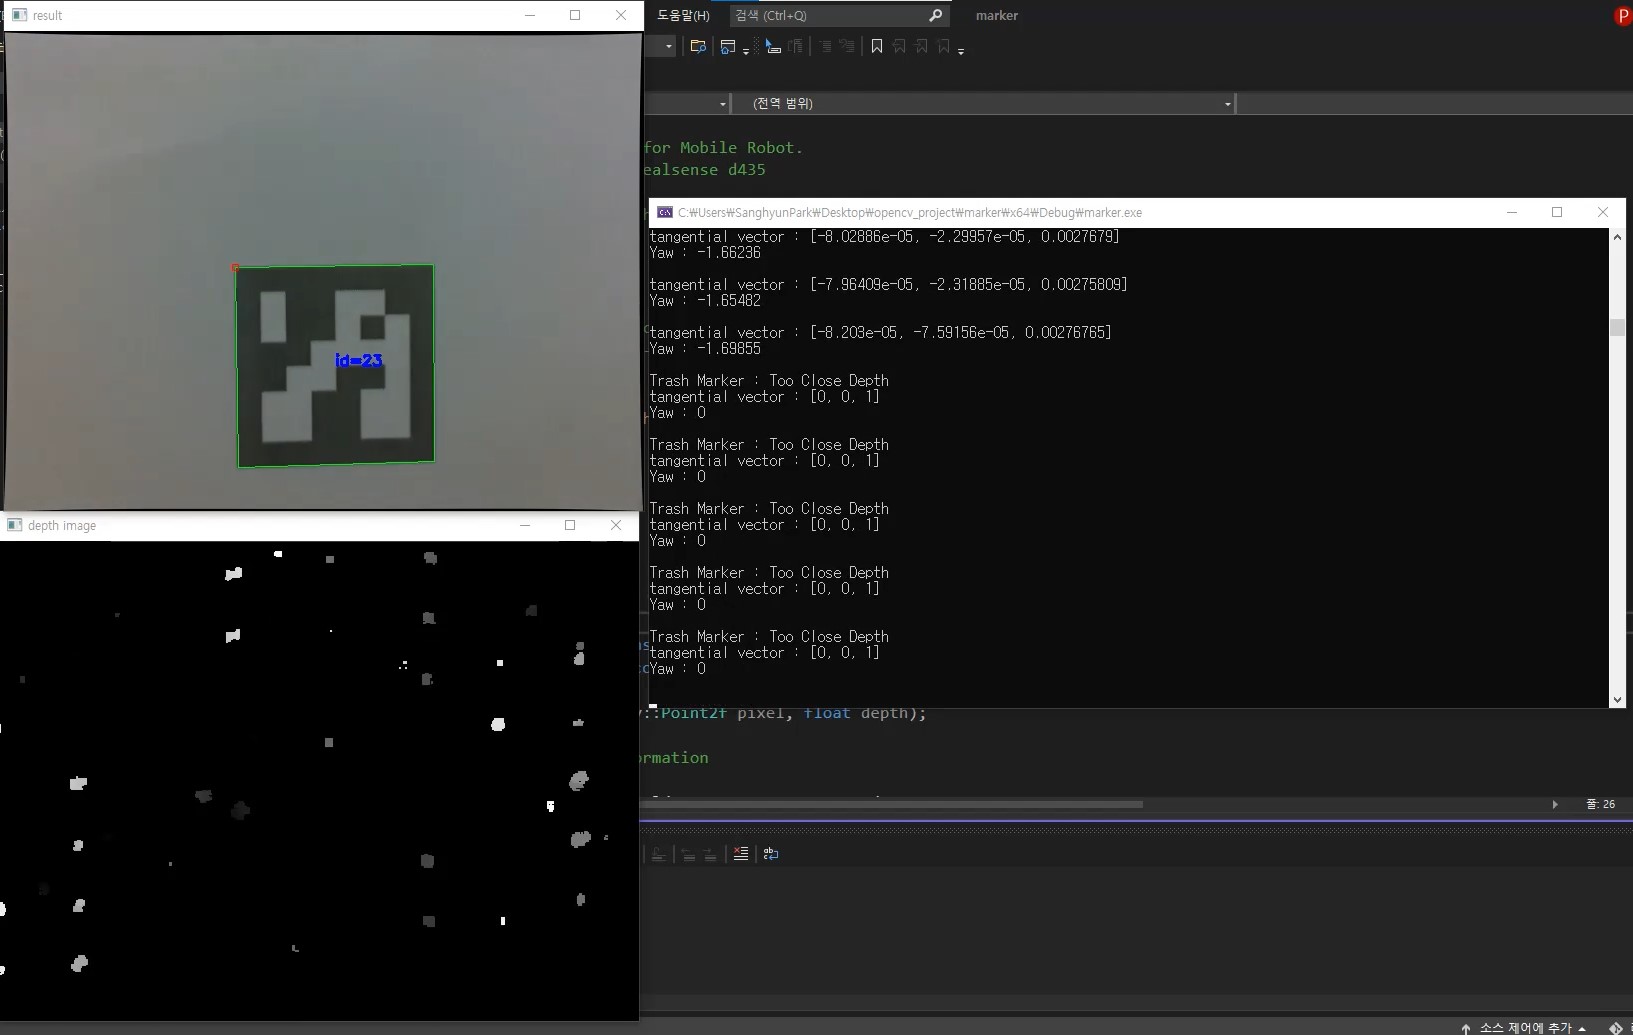 result
도움말(H)
검색 (Ctrl+Q)
marker
P
(전역 범위)
for Mobile Robot.
ealsense d435
id=23
C:\Users\SanghyunPark\Desktop\opencv_project\marker\x64\Debug\marker.exe
tangential vector : [-8.02886e-05, -2.29957e-05, 0.0027679]
Yaw : -1.66236
tangential vector : [-7.96409e-05, -2.31885e-05, 0.00275809]
Yaw : -1.65482
tangential vector : [-8.203e-05, -7.59156e-05, 0.00276765]
Yaw : -1.69855
Trash Marker : Too Close Depth
tangential vector : [0, 0, 1]
Yaw : 0
Trash Marker : Too Close Depth
tangential vector : [0, 0, 1]
Yaw : 0
Trash Marker : Too Close Depth
tangential vector : [0, 0, 1]
Yaw : 0
Trash Marker : Too Close Depth
tangential vector : [0, 0, 1]
Yaw : 0
Trash Marker : Too Close Depth
tangential vector : [0, 0, 1]
Yaw : 0
depth image
::Point2f pixel, float depth);
ormation
줄: 26
소스 제어에 추가